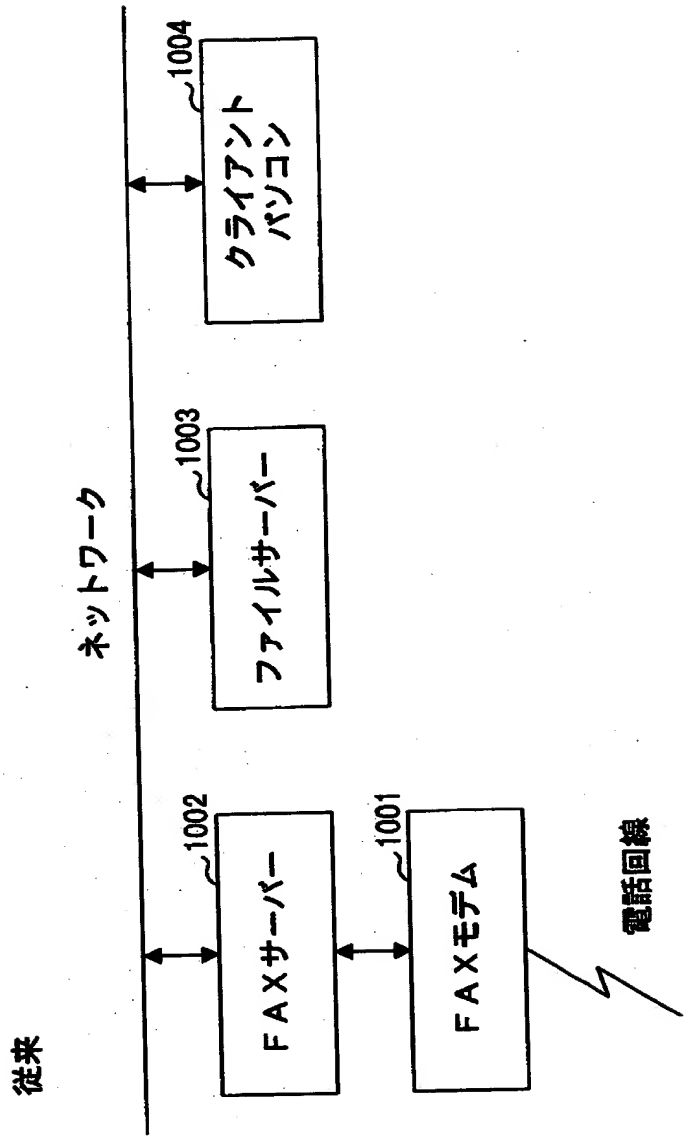 従来
ネットワーク
1002
FAXサーバー
1003
ファイルサーバー
1004
クライアント
パソコン
1001
FAXモデム
電話回線